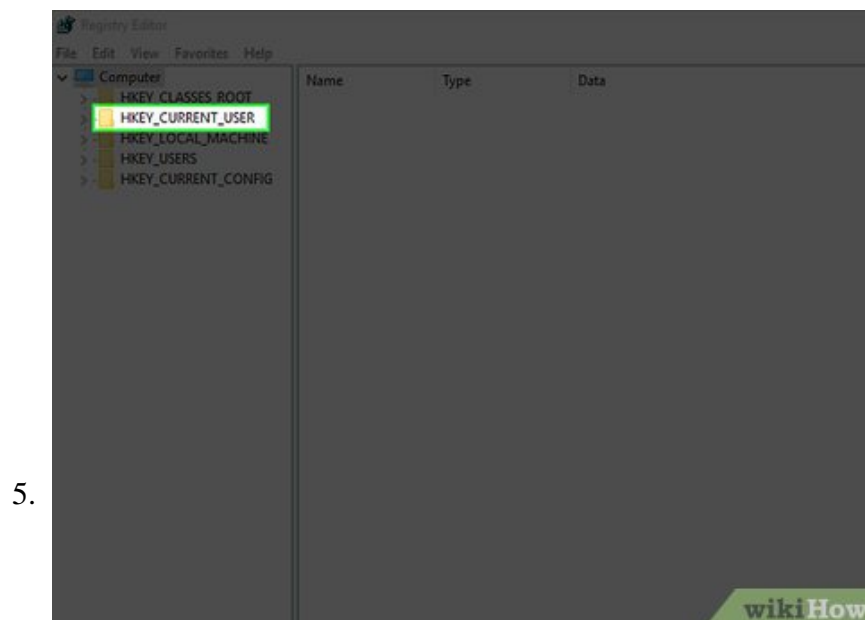 Registry Editor
File Edit View Favorites Help
Computer
Name Type Data
HKEY_CLASSES_ROOT
HKEY_CURRENT_USER
HKEY_LOCAL_MACHINE
HKEY_USERS
HKEY_CURRENT_CONFIG
5.
wikiHow